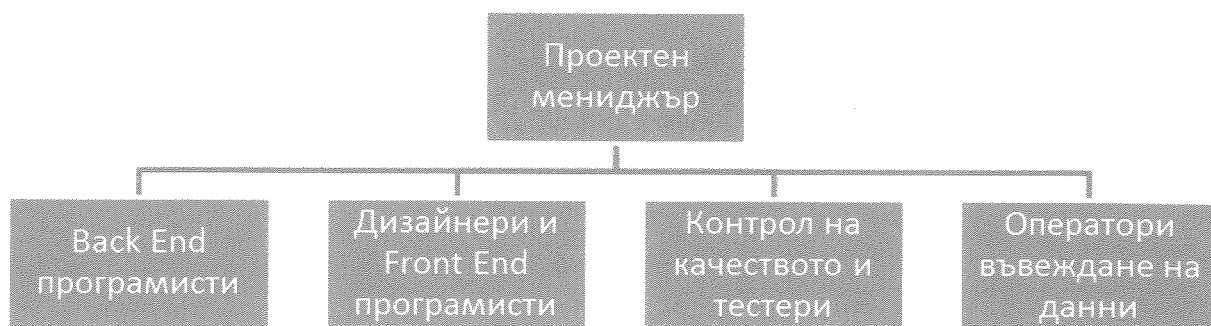 Проектен
мениджър
Back End
програмисти
Дизайнери и
Front End
програмисти
Контрол на
качеството и
тестери
Оператори
въвеждане на
данни